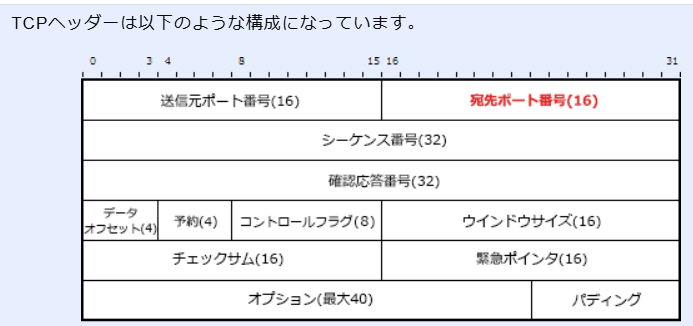 TCPヘッダーは以下のような構成になっています。
0 3 4 8 15 16 31
送信元ポート番号(16) 宛先ポート番号(16)
シーケンス番号(32)
確認応答番号(32)
データ
オフセット(4) 予約(4) コントロールフラグ(8) ウインドウサイズ(16)
チェックサム(16) 緊急ポインタ(16)
オプション(最大40) パディング